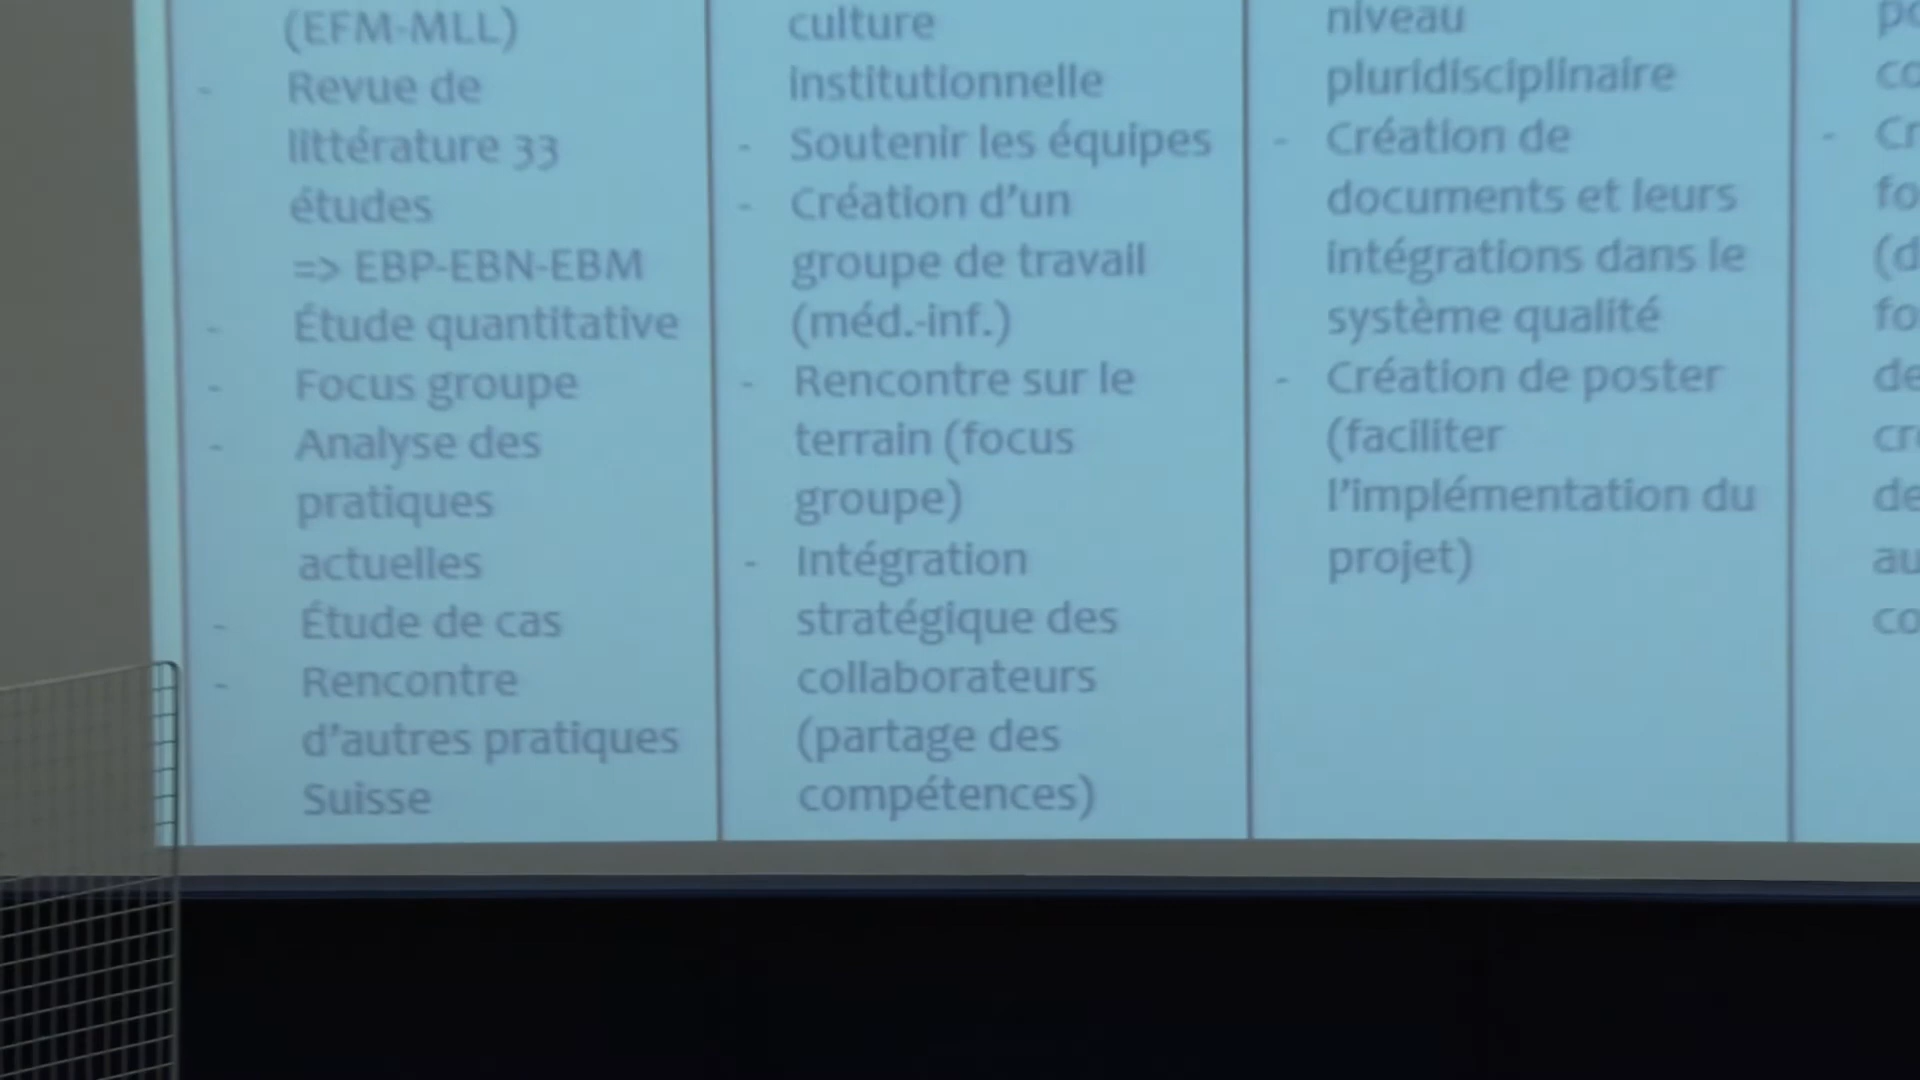 (EFM-MLL)
- Revue de
littérature 33
études
=> EBP-EBN-EBM
- Étude quantitative
- Focus groupe
- Analyse des
pratiques
actuelles
- Étude de cas
- Rencontre
d'autres pratiques
Suisse
culture
institutionnelle
- Soutenir les équipes
- Création d'un
groupe de travail
(méd.-inf.)
- Rencontre sur le
terrain (focus
groupe)
- Intégration
stratégique des
collaborateurs
(partage des
compétences)
niveau
pluridisciplinaire
- Création de
documents et leurs
intégrations dans le
système qualité
- Création de poster
(faciliter
l'implémentation du
projet)